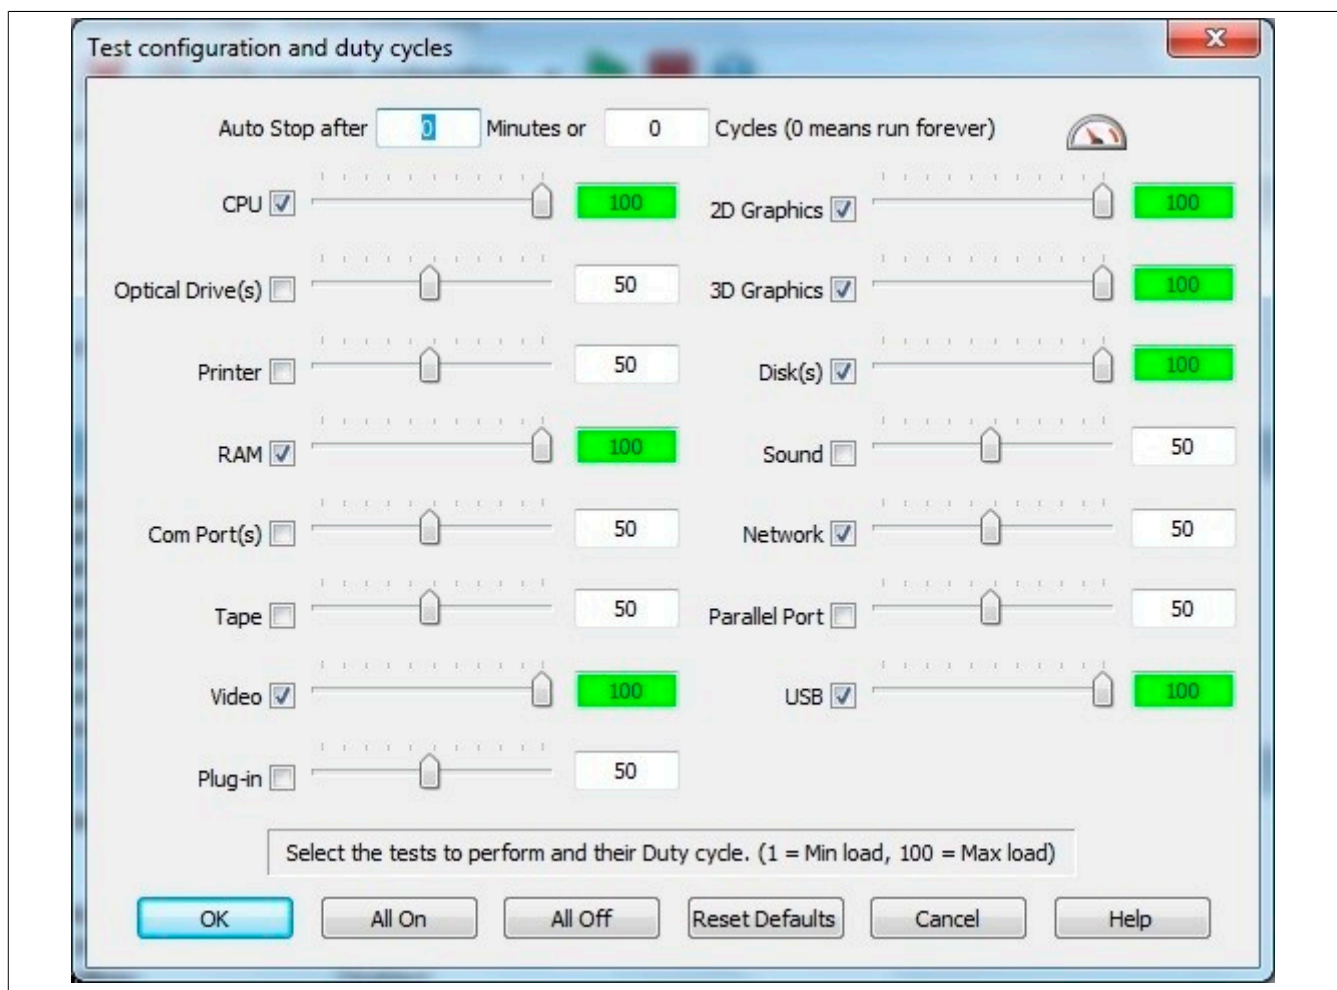 Test configuration and duty cycles
Auto Stop after 0 Minutes or 0 Cycles (0 means run forever)
CPU 100 2D Graphics 100
Optical Drive(s) 50 3D Graphics 100
Printer 50 Disk(s) 100
RAM 100 Sound 50
Com Port(s) 50 Network 50
Tape 50 Parallel Port 50
Video 100 USB 100
Plug-in 50
Select the tests to perform and their Duty cycle. (1 = Min load, 100 = Max load)
OK All On All Off Reset Defaults Cancel Help